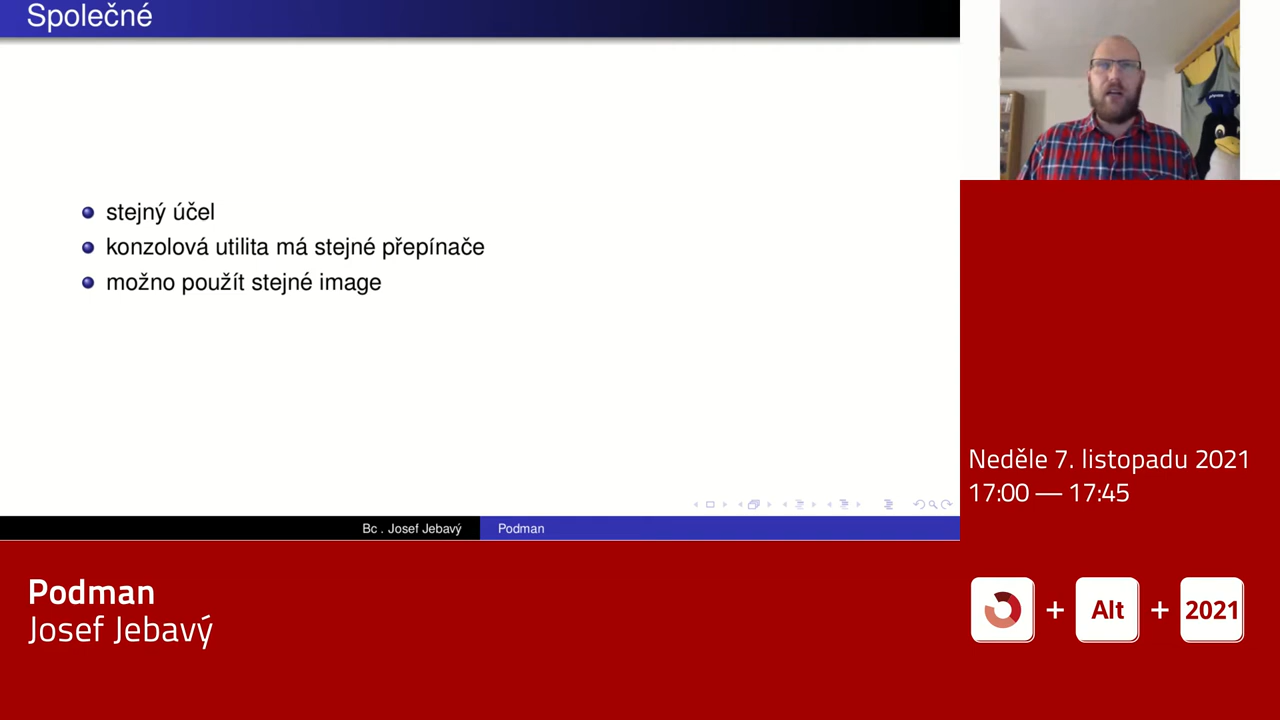 Společné
stejný účel
konzolová utilita má stejné přepínače
možno použít stejné image
Bc . Josef Jebavý
Podman
Neděle 7. listopadu 2021
17:00 — 17:45
Podman
Josef Jebavý
+ Alt + 2021